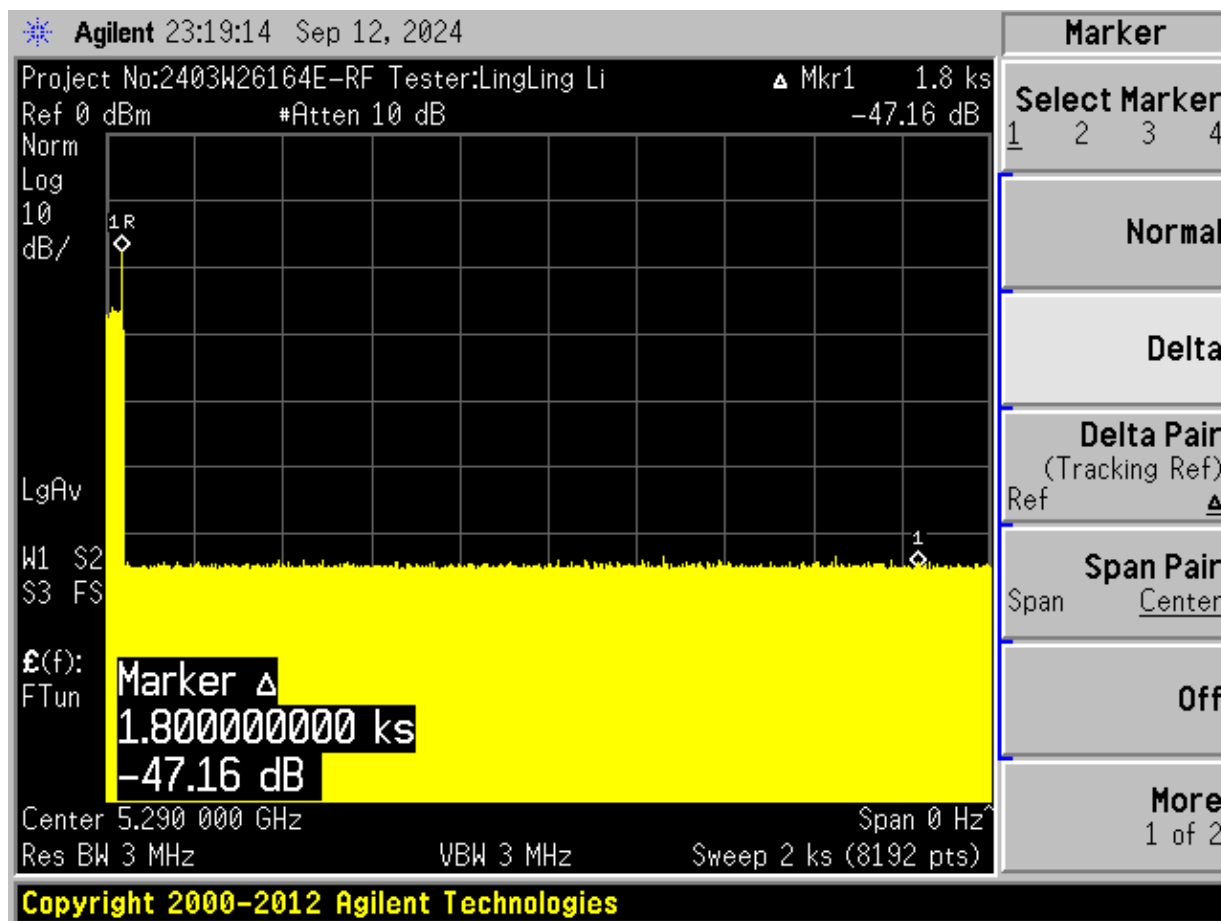 Agilent 23:19:14 Sep 12, 2024
Marker
Project No:2403W26164E-RF Tester:LingLing Li
Δ Mkr1 1.8 ks
Ref 0 dBm #Atten 10 dB -47.16 dB
Norm
Log
10
dB/
1R
LgAv
1
W1 S2
S3 FS
£(f):
FTun
Marker Δ
1.800000000 ks
-47.16 dB
Center 5.290 000 GHz Span 0 Hz^
Res BW 3 MHz VBW 3 MHz Sweep 2 ks (8192 pts)
Select Marker
1 2 3 4
Normal
Delta
Delta Pair
(Tracking Ref)
Ref Δ
Span Pair
Span Center
Off
More
1 of 2
Copyright 2000-2012 Agilent Technologies